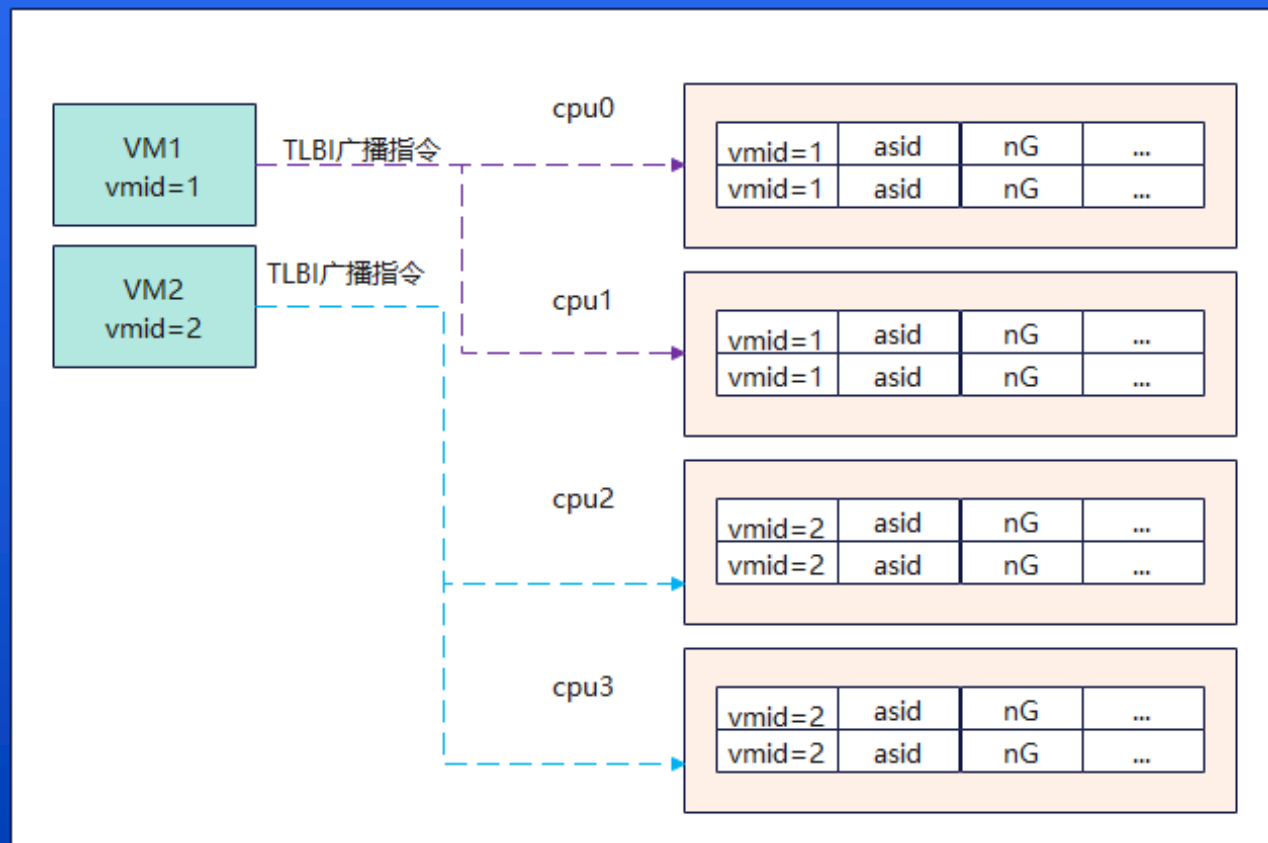 VM1
vmid=1
TLBI广播指令
cpu0
vmid=1 asid nG ...
vmid=1 asid nG ...
VM2
vmid=2
TLBI广播指令
cpu1
vmid=1 asid nG ...
vmid=1 asid nG ...
cpu2
vmid=2 asid nG ...
vmid=2 asid nG ...
cpu3
vmid=2 asid nG ...
vmid=2 asid nG ...